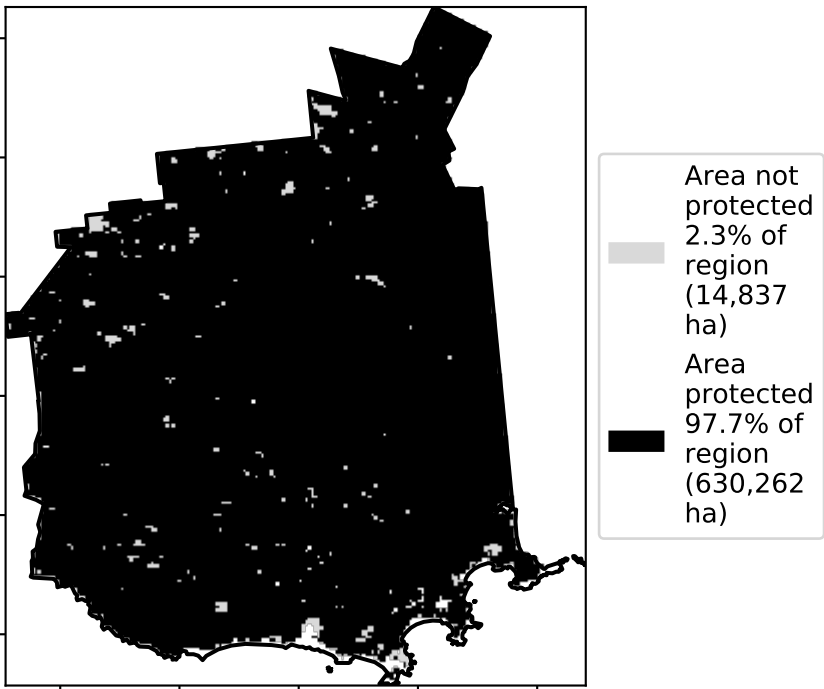 Area not
protected
2.3% of
region
(14,837
ha)
Area
protected
97.7% of
region
(630,262
ha)